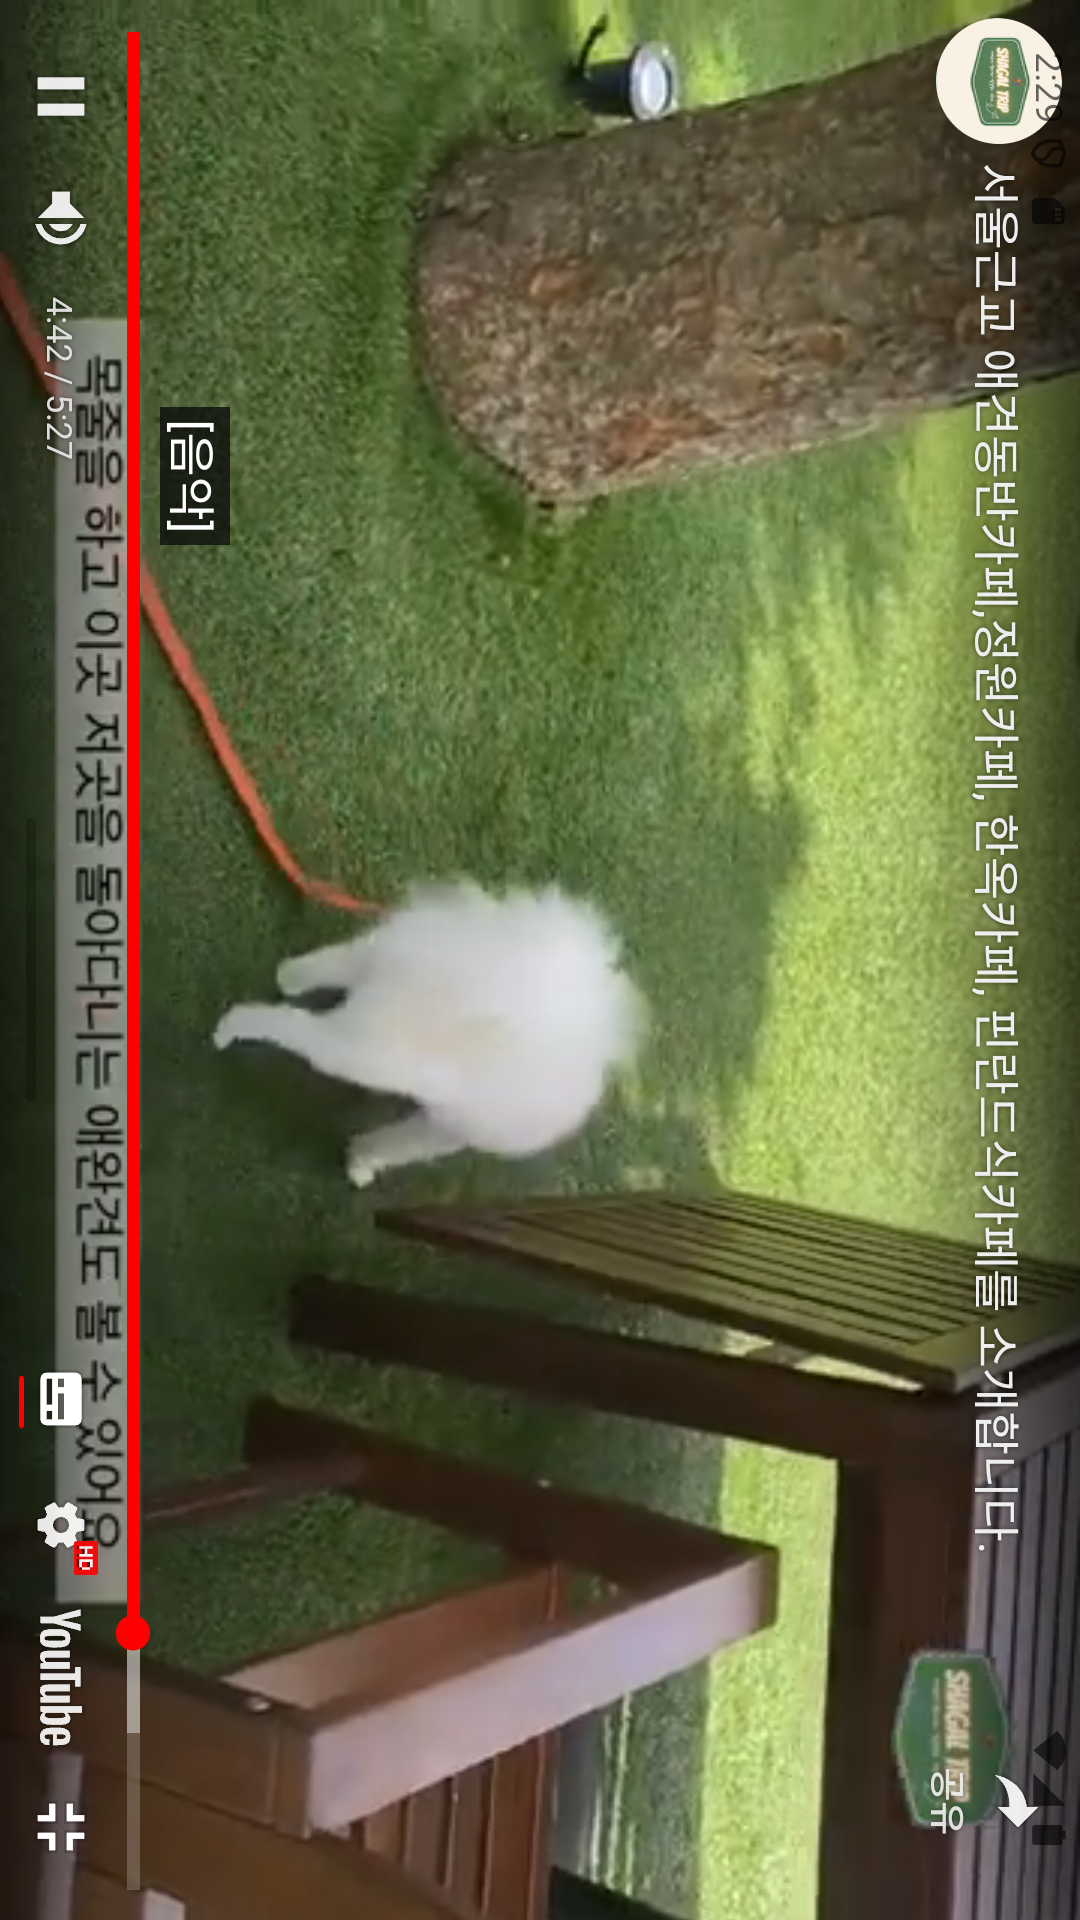 2:29
SHAGAL TRIP
서울근교 애견동반카페,정원카페, 한옥카페, 핀란드식카페를 소개합니다.
SHAGAL TRIP
공유
[음악]
목줄을 하고 이곳 저곳을 돌아다니는 애완견도 볼 수 있어요
4:42 / 5:27
HD
YouTube